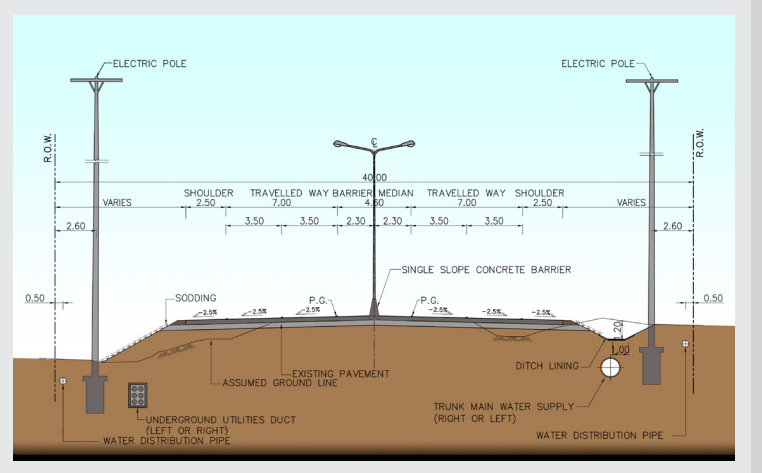 ELECTRIC POLE
ELECTRIC POLE
R.O.W.
R.O.W.
℄
40.00
SHOULDER TRAVELLED WAY BARRIER MEDIAN TRAVELLED WAY SHOULDER
VARIES 2.50 7.00 4.60 7.00 2.50 VARIES
2.60 3.50 3.50 2.30 2.30 3.50 3.50 2.60
SINGLE SLOPE CONCRETE BARRIER
0.50 SODDING P.G. P.G. 0.50
-2.5% -2.5% -2.5% -2.5% -2.5% -2.5%
1.20
1.00
EXISTING PAVEMENT
DITCH LINING
ASSUMED GROUND LINE
TRUNK MAIN WATER SUPPLY
(RIGHT OR LEFT)
UNDERGROUND UTILITIES DUCT
(LEFT OR RIGHT)
WATER DISTRIBUTION PIPE
WATER DISTRIBUTION PIPE